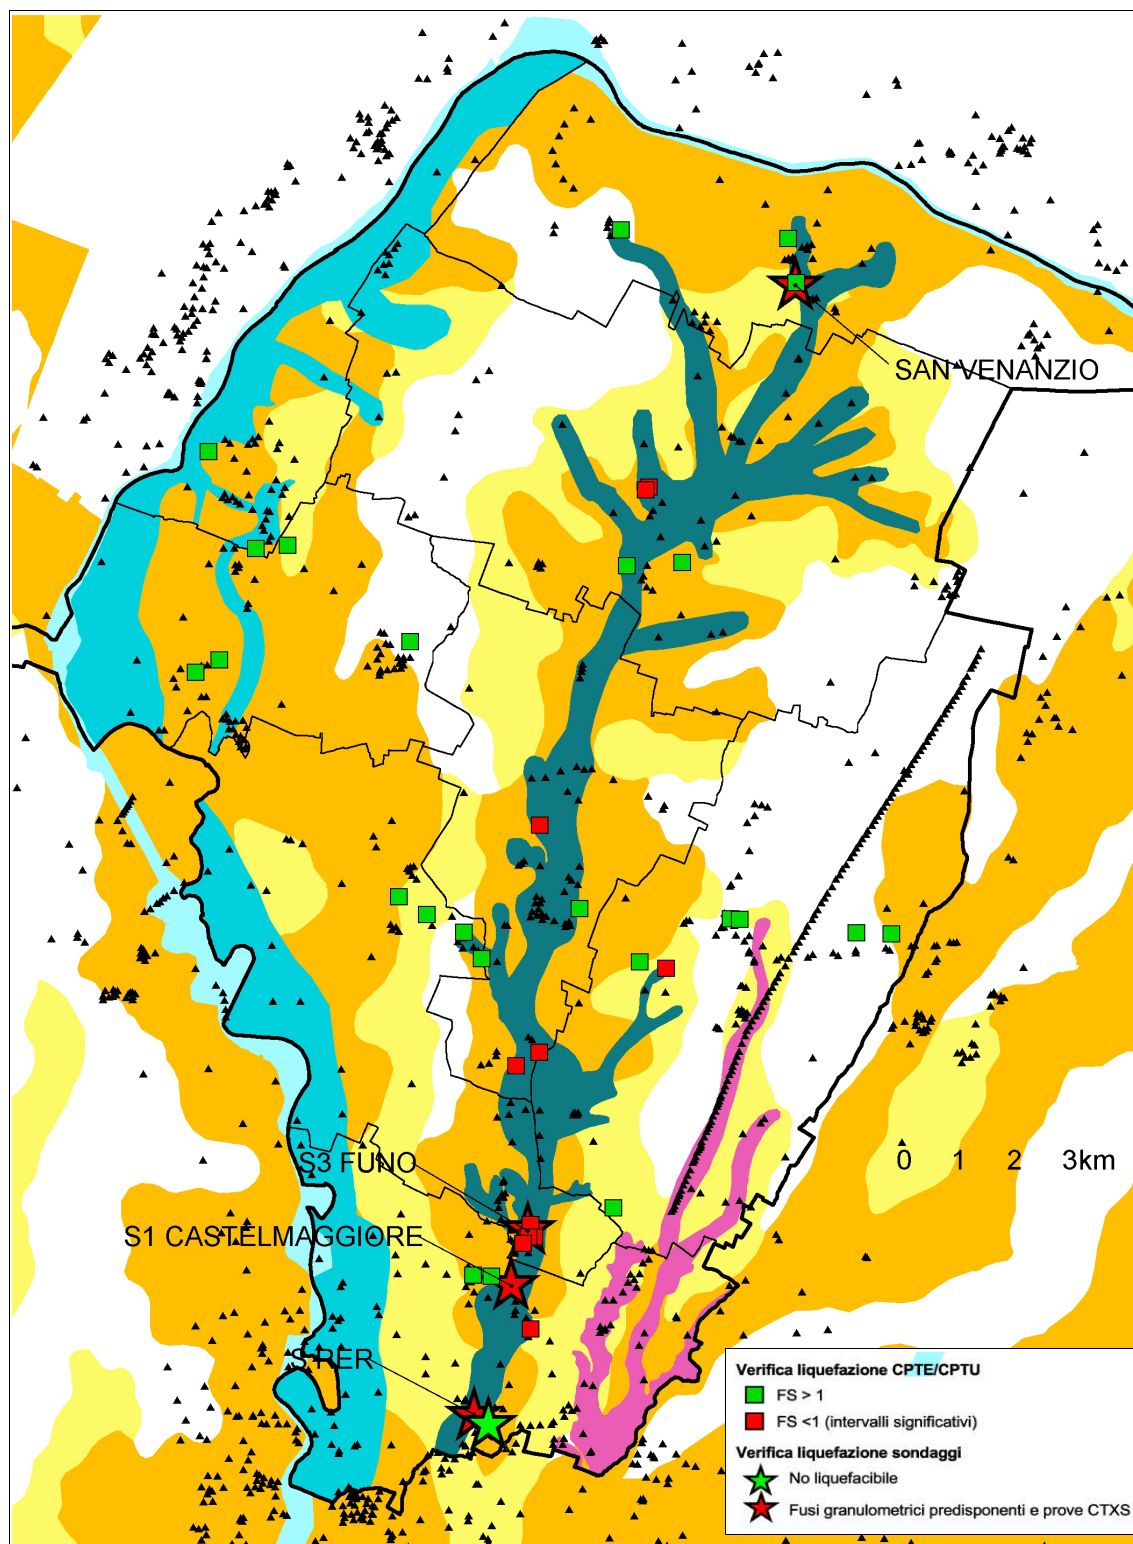 SAN VENANZIO
0 1 2 3km
S3 FUNO
S1 CASTELMAGGIORE
S PER
Verifica liquefazione CPTE/CPTU
FS > 1
FS <1 (intervalli significativi)
Verifica liquefazione sondaggi
No liquefacibile
Fusi granulometrici predisponenti e prove CTXS